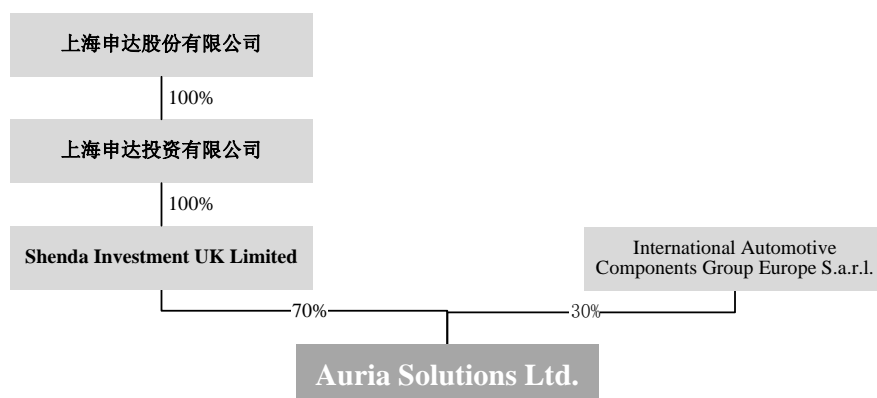 上海申达股份有限公司
100%
上海申达投资有限公司
100%
Shenda Investment UK Limited
International Automotive
Components Group Europe S.a.r.l.
70%
30%
Auria Solutions Ltd.